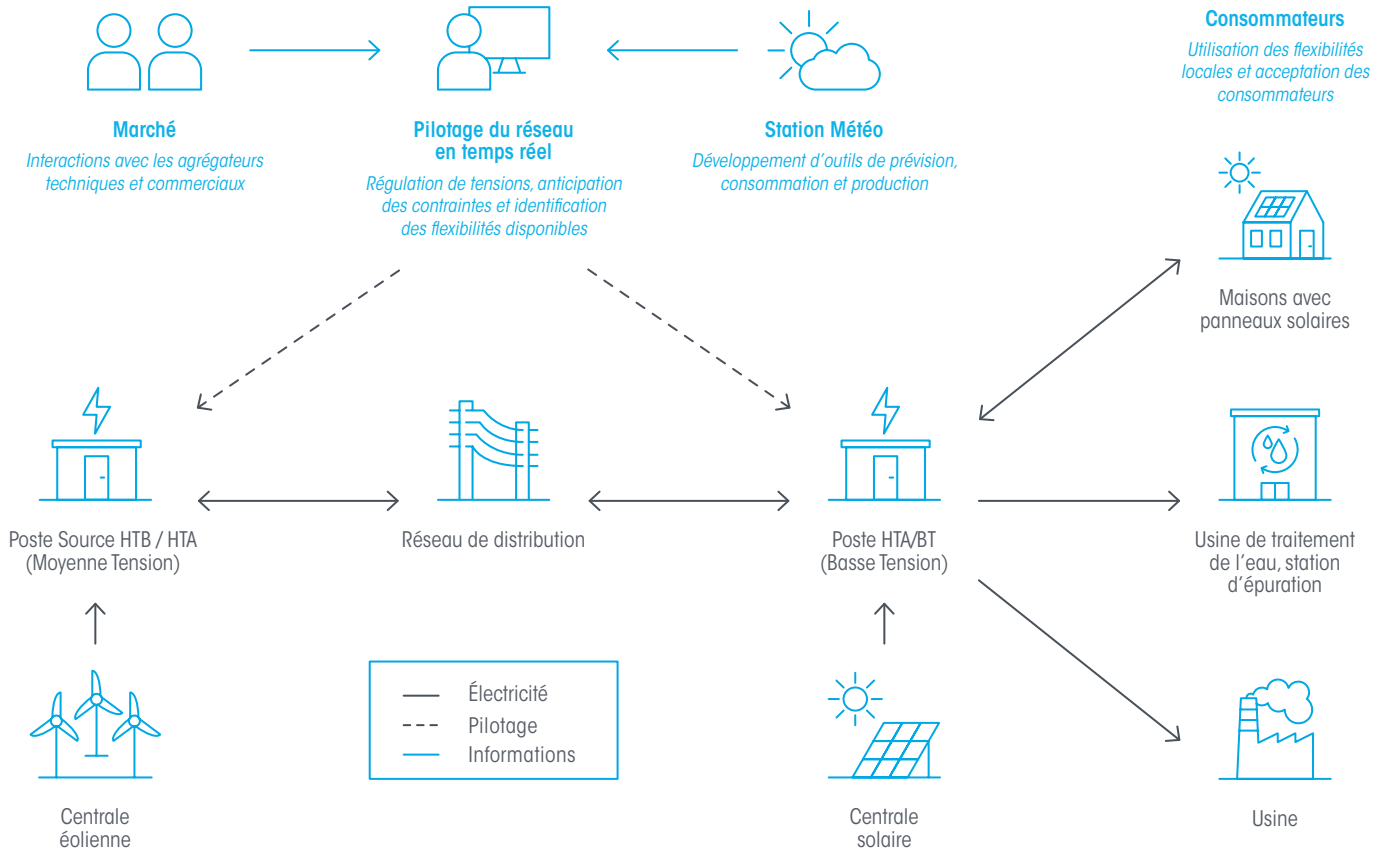 Marché
Interactions avec les agrégateurs
techniques et commerciaux
Pilotage du réseau
en temps réel
Régulation de tensions, anticipation
des contraintes et identification
des flexibilités disponibles
Station Météo
Développement d’outils de prévision,
consommation et production
Consommateurs
Utilisation des flexibilités
locales et acceptation des
consommateurs
Maisons avec
panneaux solaires
Poste Source HTB / HTA
(Moyenne Tension)
Réseau de distribution
Poste HTA/BT
(Basse Tension)
Usine de traitement
de l’eau, station
d’épuration
Centrale
éolienne
Électricité
Pilotage
Informations
Centrale
solaire
Usine